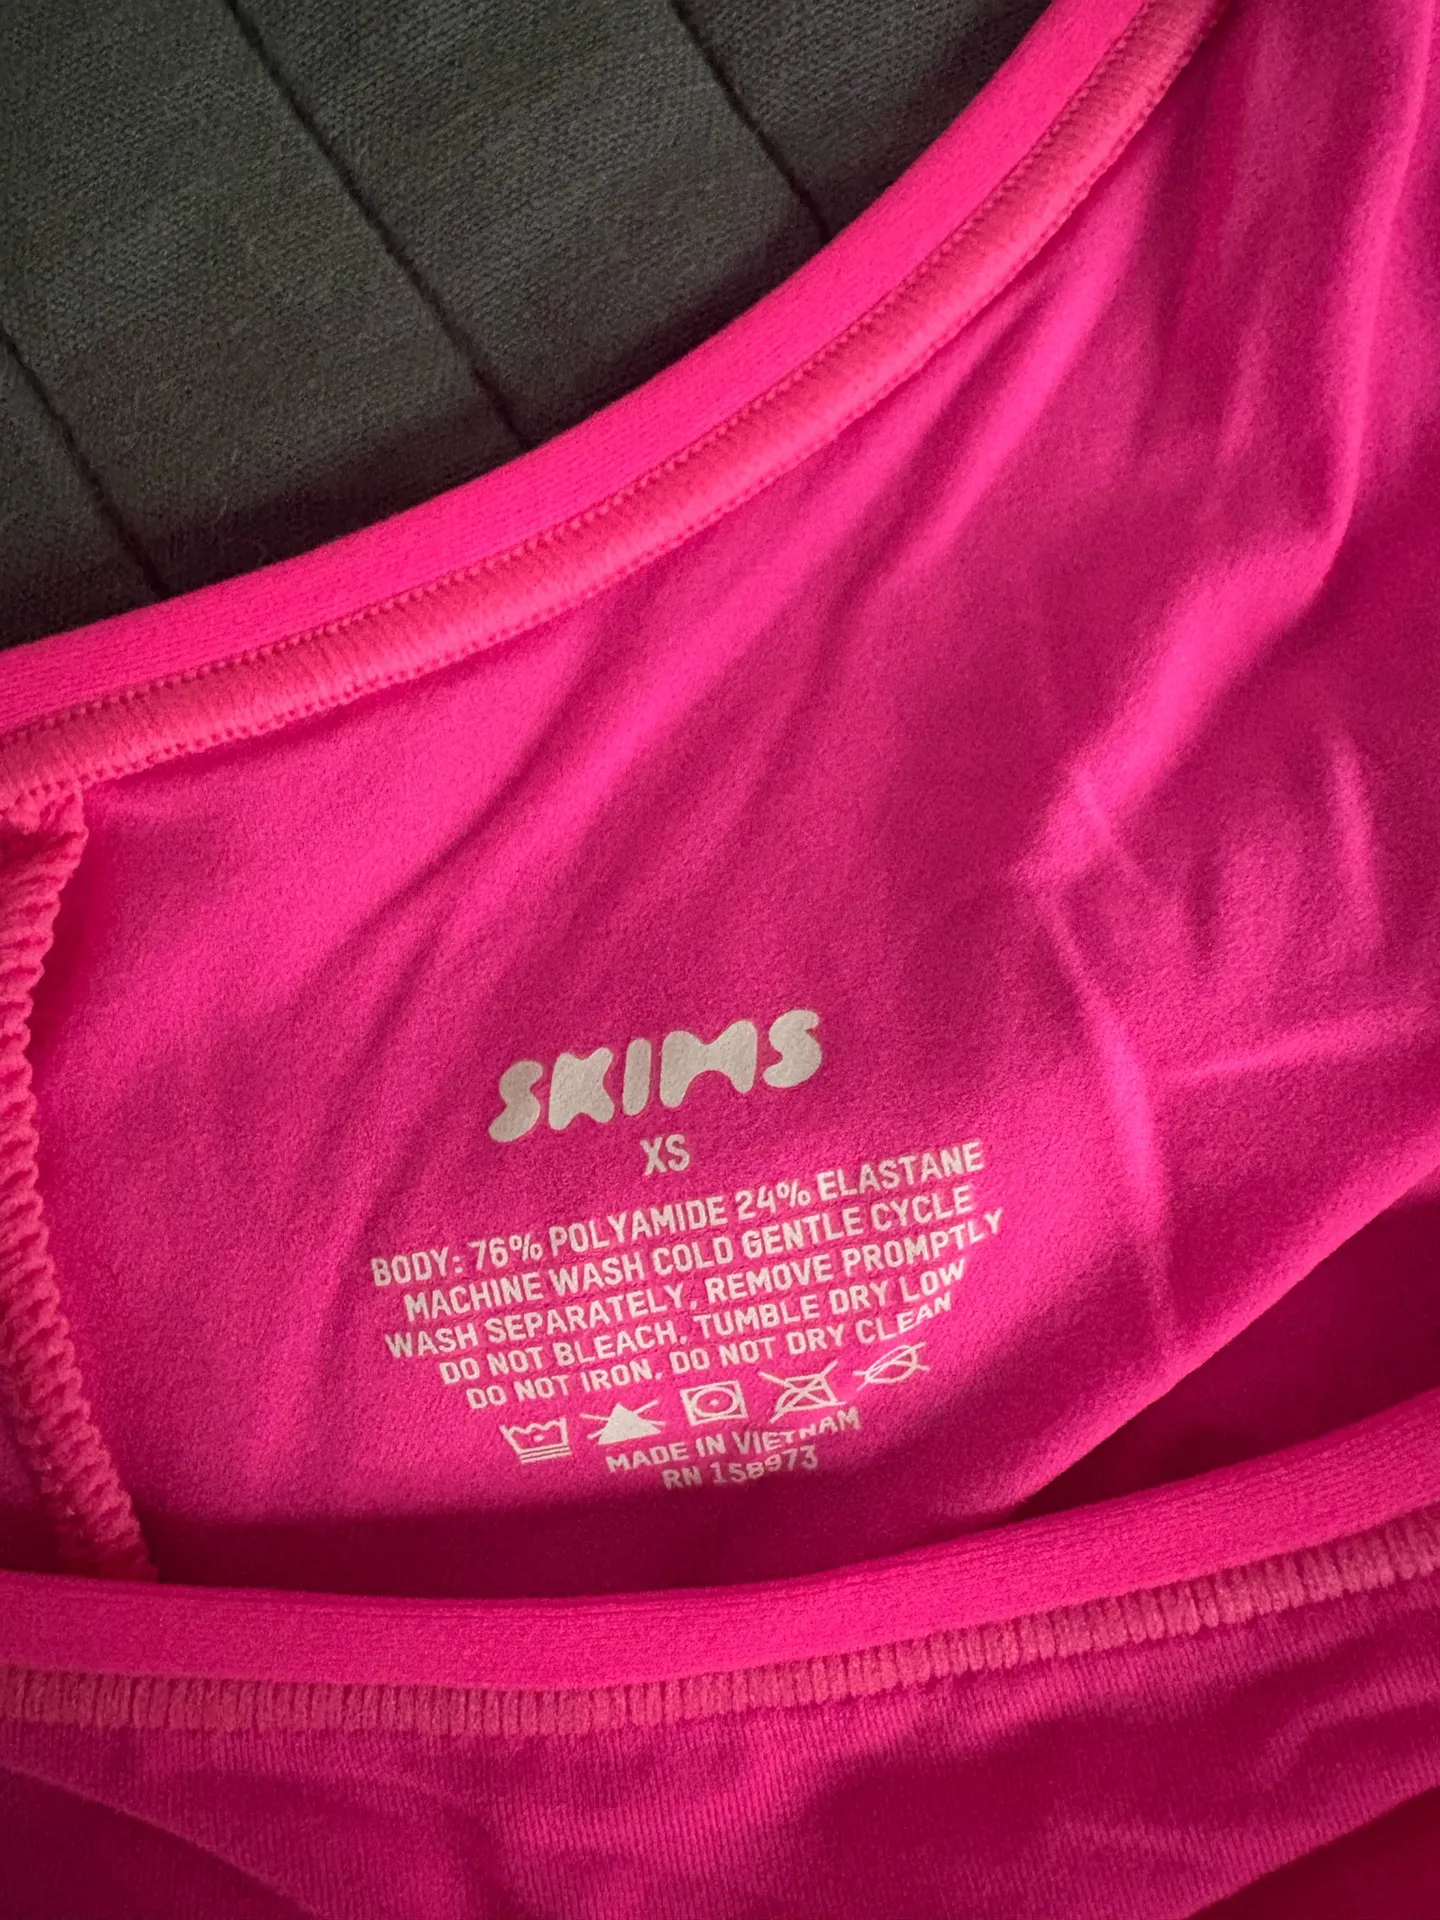 SKIMS
XS
BODY: 76% POLYAMIDE 24% ELASTANE
MACHINE WASH COLD GENTLE CYCLE
WASH SEPARATELY, REMOVE PROMPTLY
DO NOT BLEACH, TUMBLE DRY LOW
DO NOT IRON, DO NOT DRY CLEAN
MADE IN VIETNAM
RN 158973